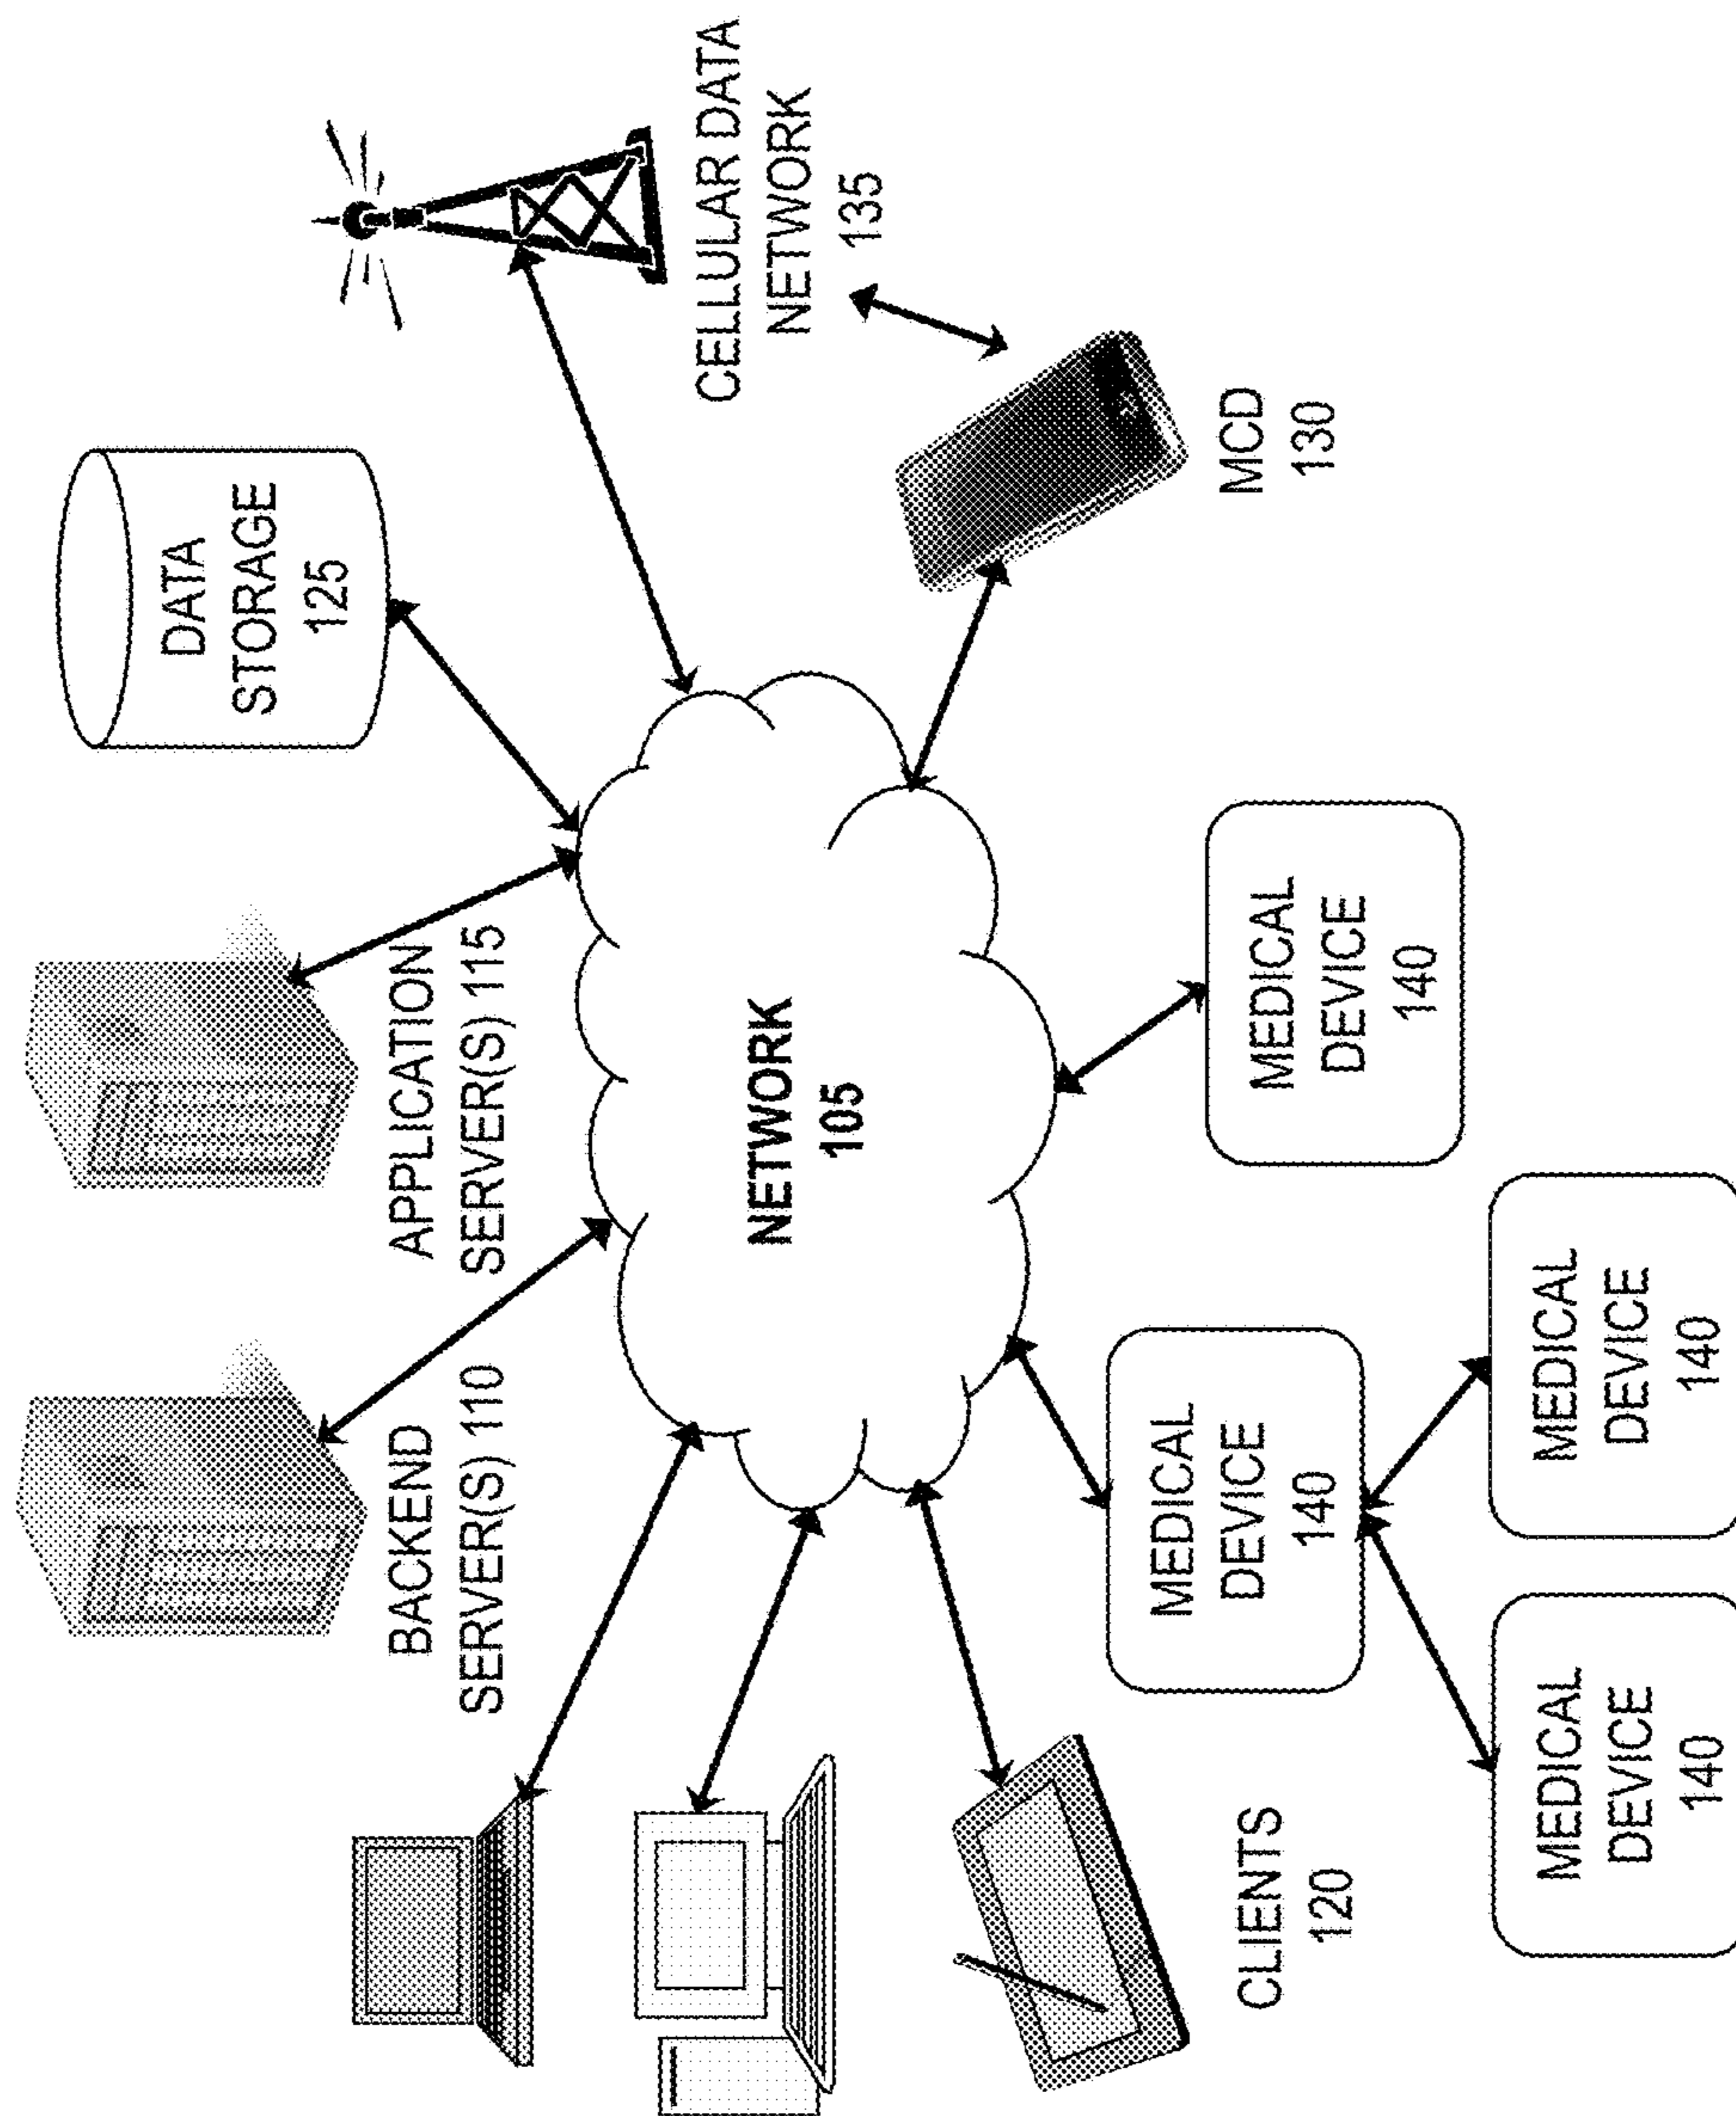 BACKEND
SERVER(S) 110
APPLICATION
SERVER(S) 115
DATA
STORAGE
125
CELLULAR DATA
NETWORK
135
NETWORK
105
MCD
130
CLIENTS
120
MEDICAL
DEVICE
140
MEDICAL
DEVICE
140
MEDICAL
DEVICE
140
MEDICAL
DEVICE
140